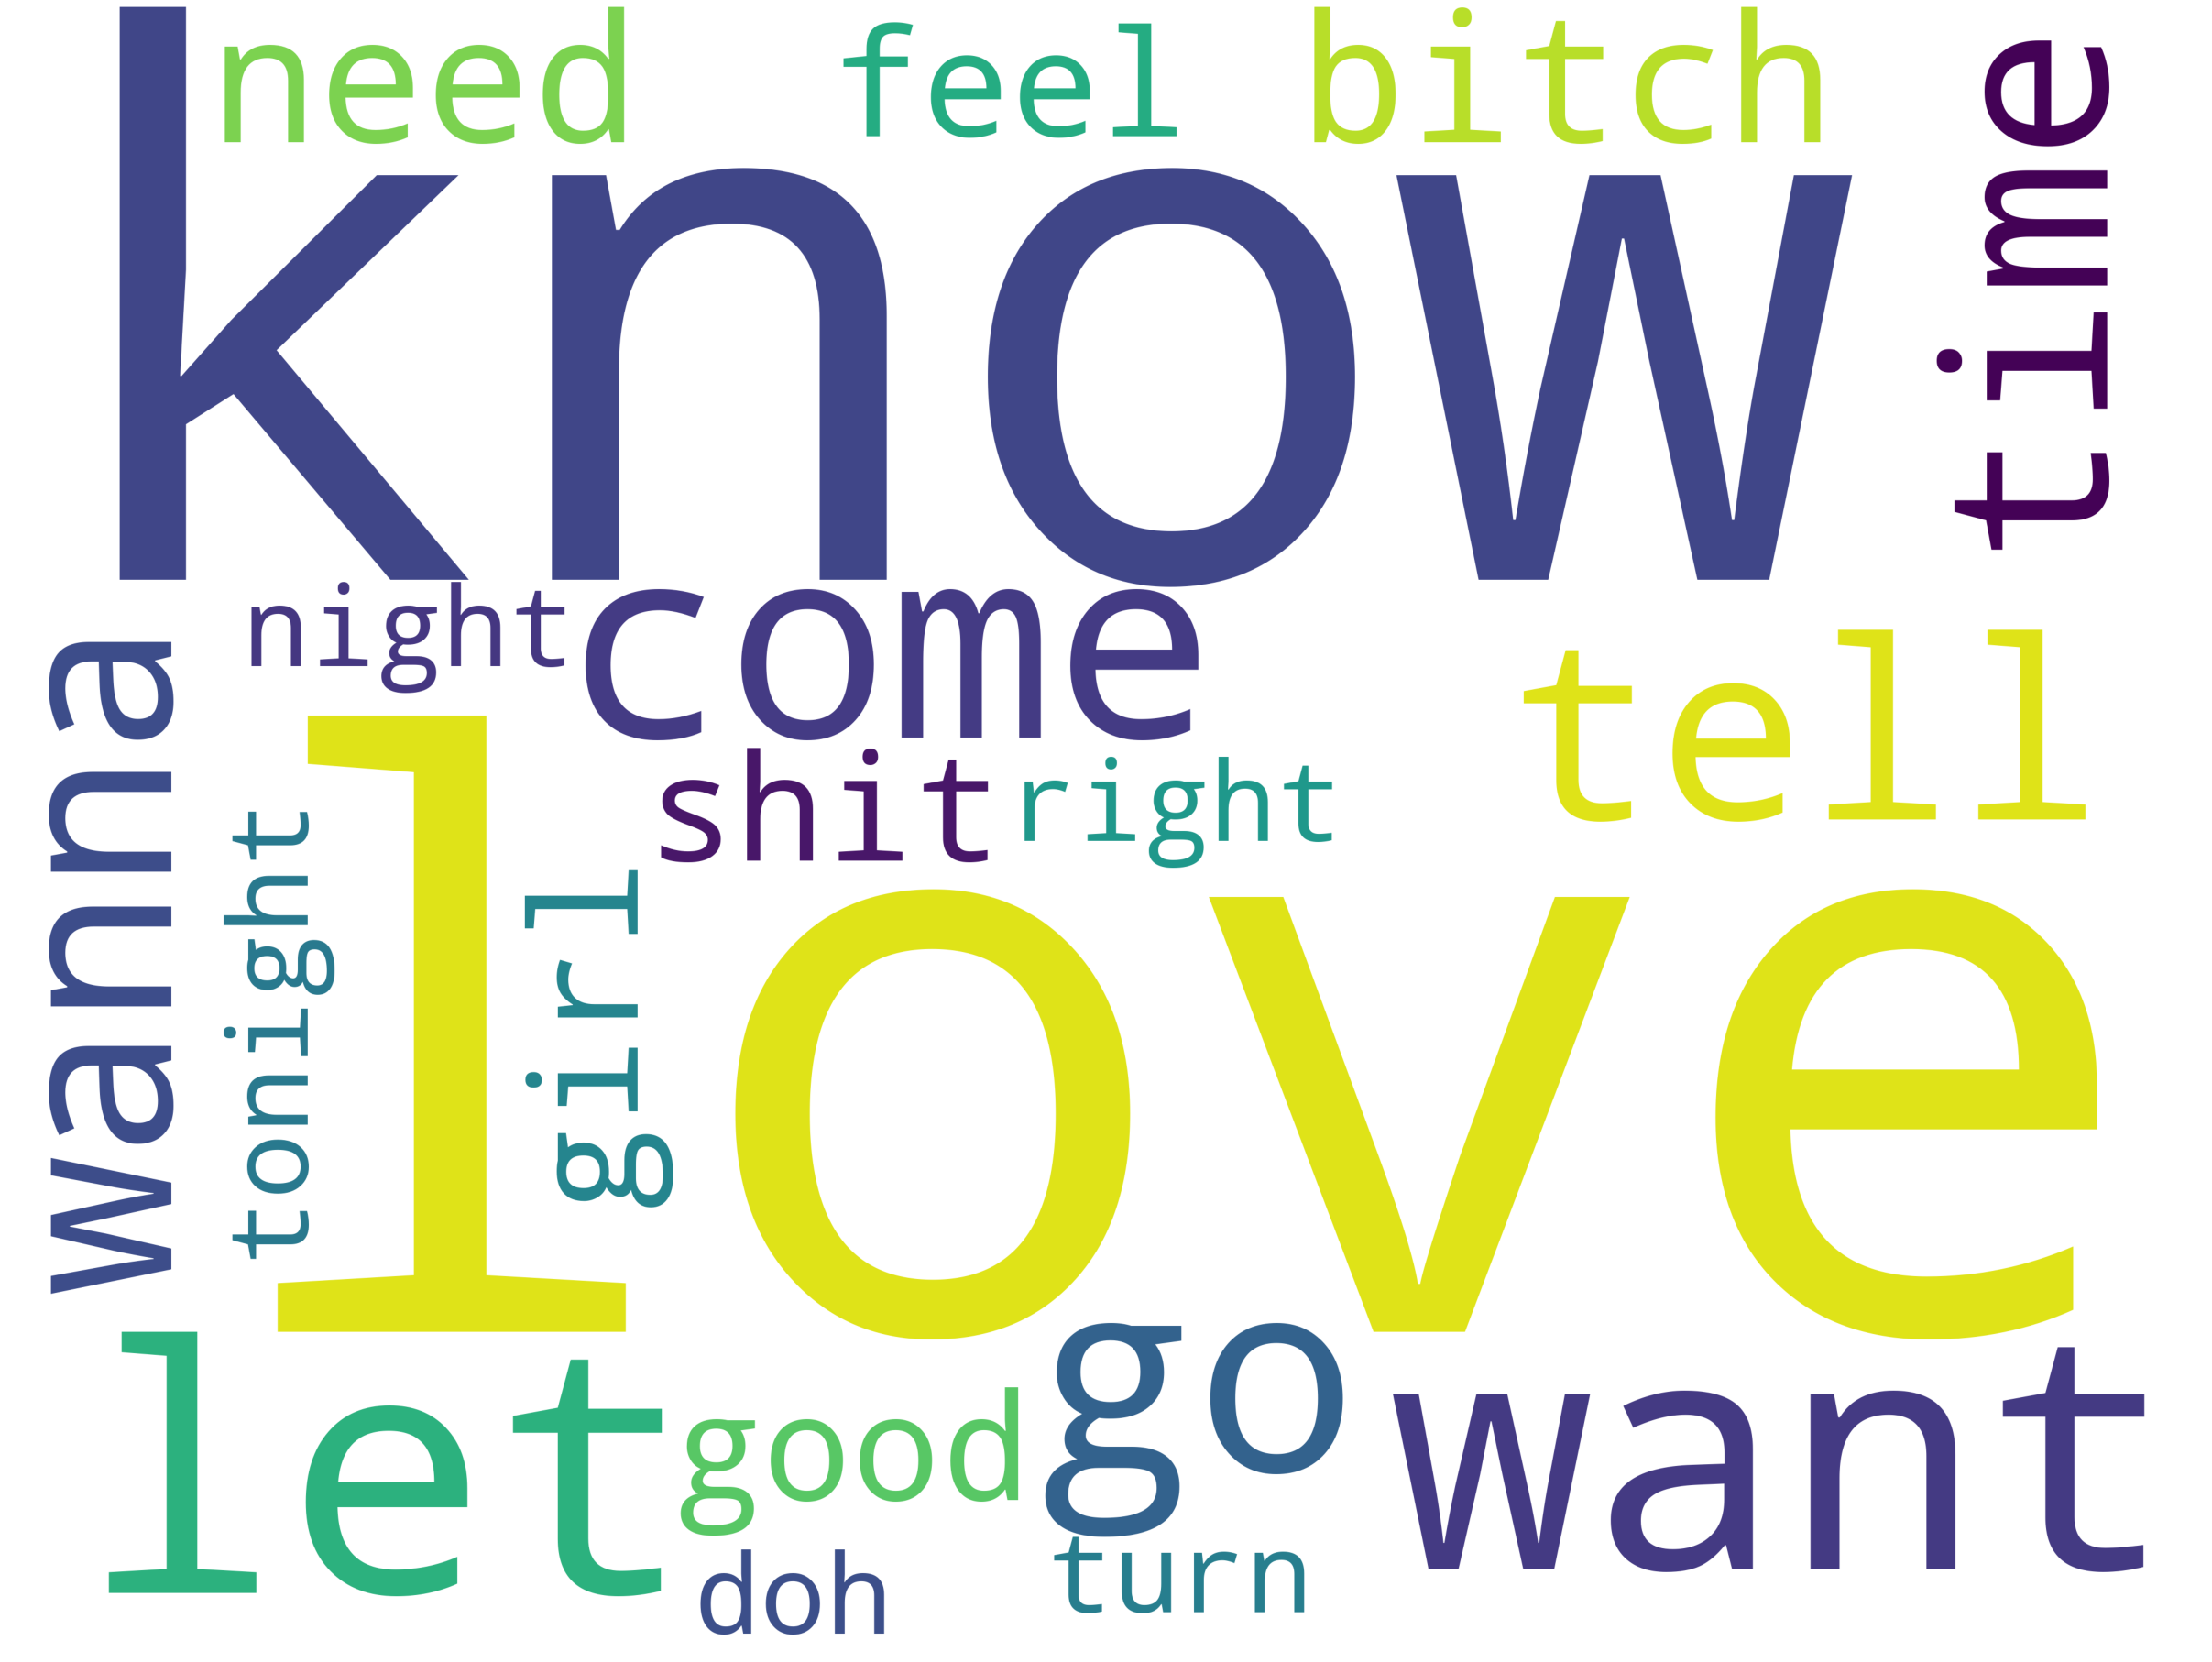 need feel bitch
know
time
night come
wanna
tell
shit right
love
tonight
girl
let
good
go
want
doh
turn